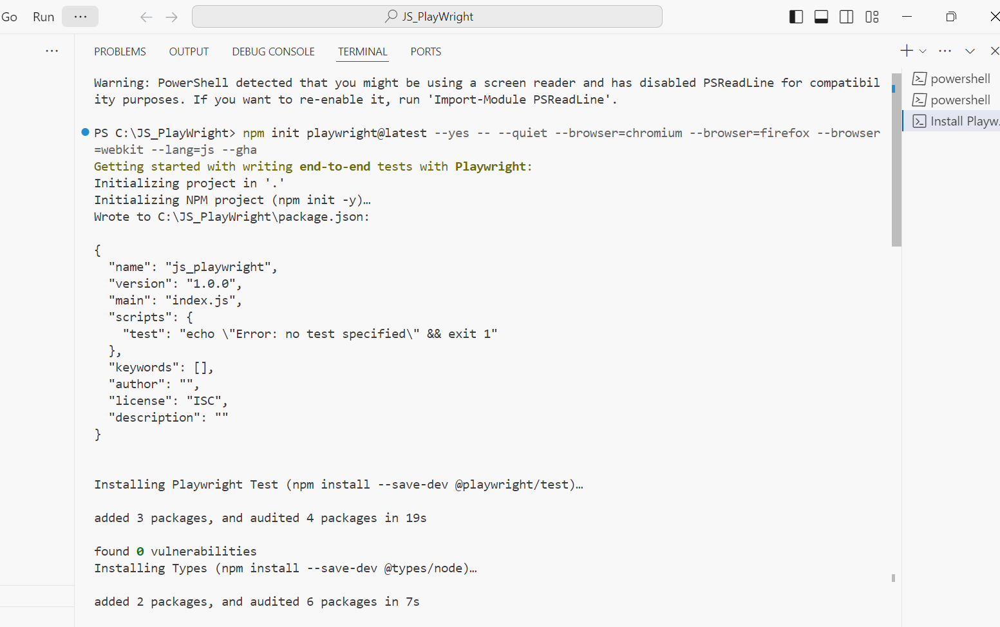 Go Run ··· JS_PlayWright
PROBLEMS OUTPUT DEBUG CONSOLE TERMINAL PORTS
Warning: PowerShell detected that you might be using a screen reader and has disabled PSReadLine for compatibil
ity purposes. If you want to re-enable it, run 'Import-Module PSReadLine'.
PS C:\JS_PlayWright> npm init playwright@latest --yes -- --quiet --browser=chromium --browser=firefox --browser
=webkit --lang=js --gha
Getting started with writing end-to-end tests with Playwright:
Initializing project in '.'
Initializing NPM project (npm init -y)…
Wrote to C:\JS_PlayWright\package.json:
{
  "name": "js_playwright",
  "version": "1.0.0",
  "main": "index.js",
  "scripts": {
    "test": "echo \"Error: no test specified\" && exit 1"
  },
  "keywords": [],
  "author": "",
  "license": "ISC",
  "description": ""
}
Installing Playwright Test (npm install --save-dev @playwright/test)…
added 3 packages, and audited 4 packages in 19s
found 0 vulnerabilities
Installing Types (npm install --save-dev @types/node)…
added 2 packages, and audited 6 packages in 7s
powershell
powershell
Install Playw.